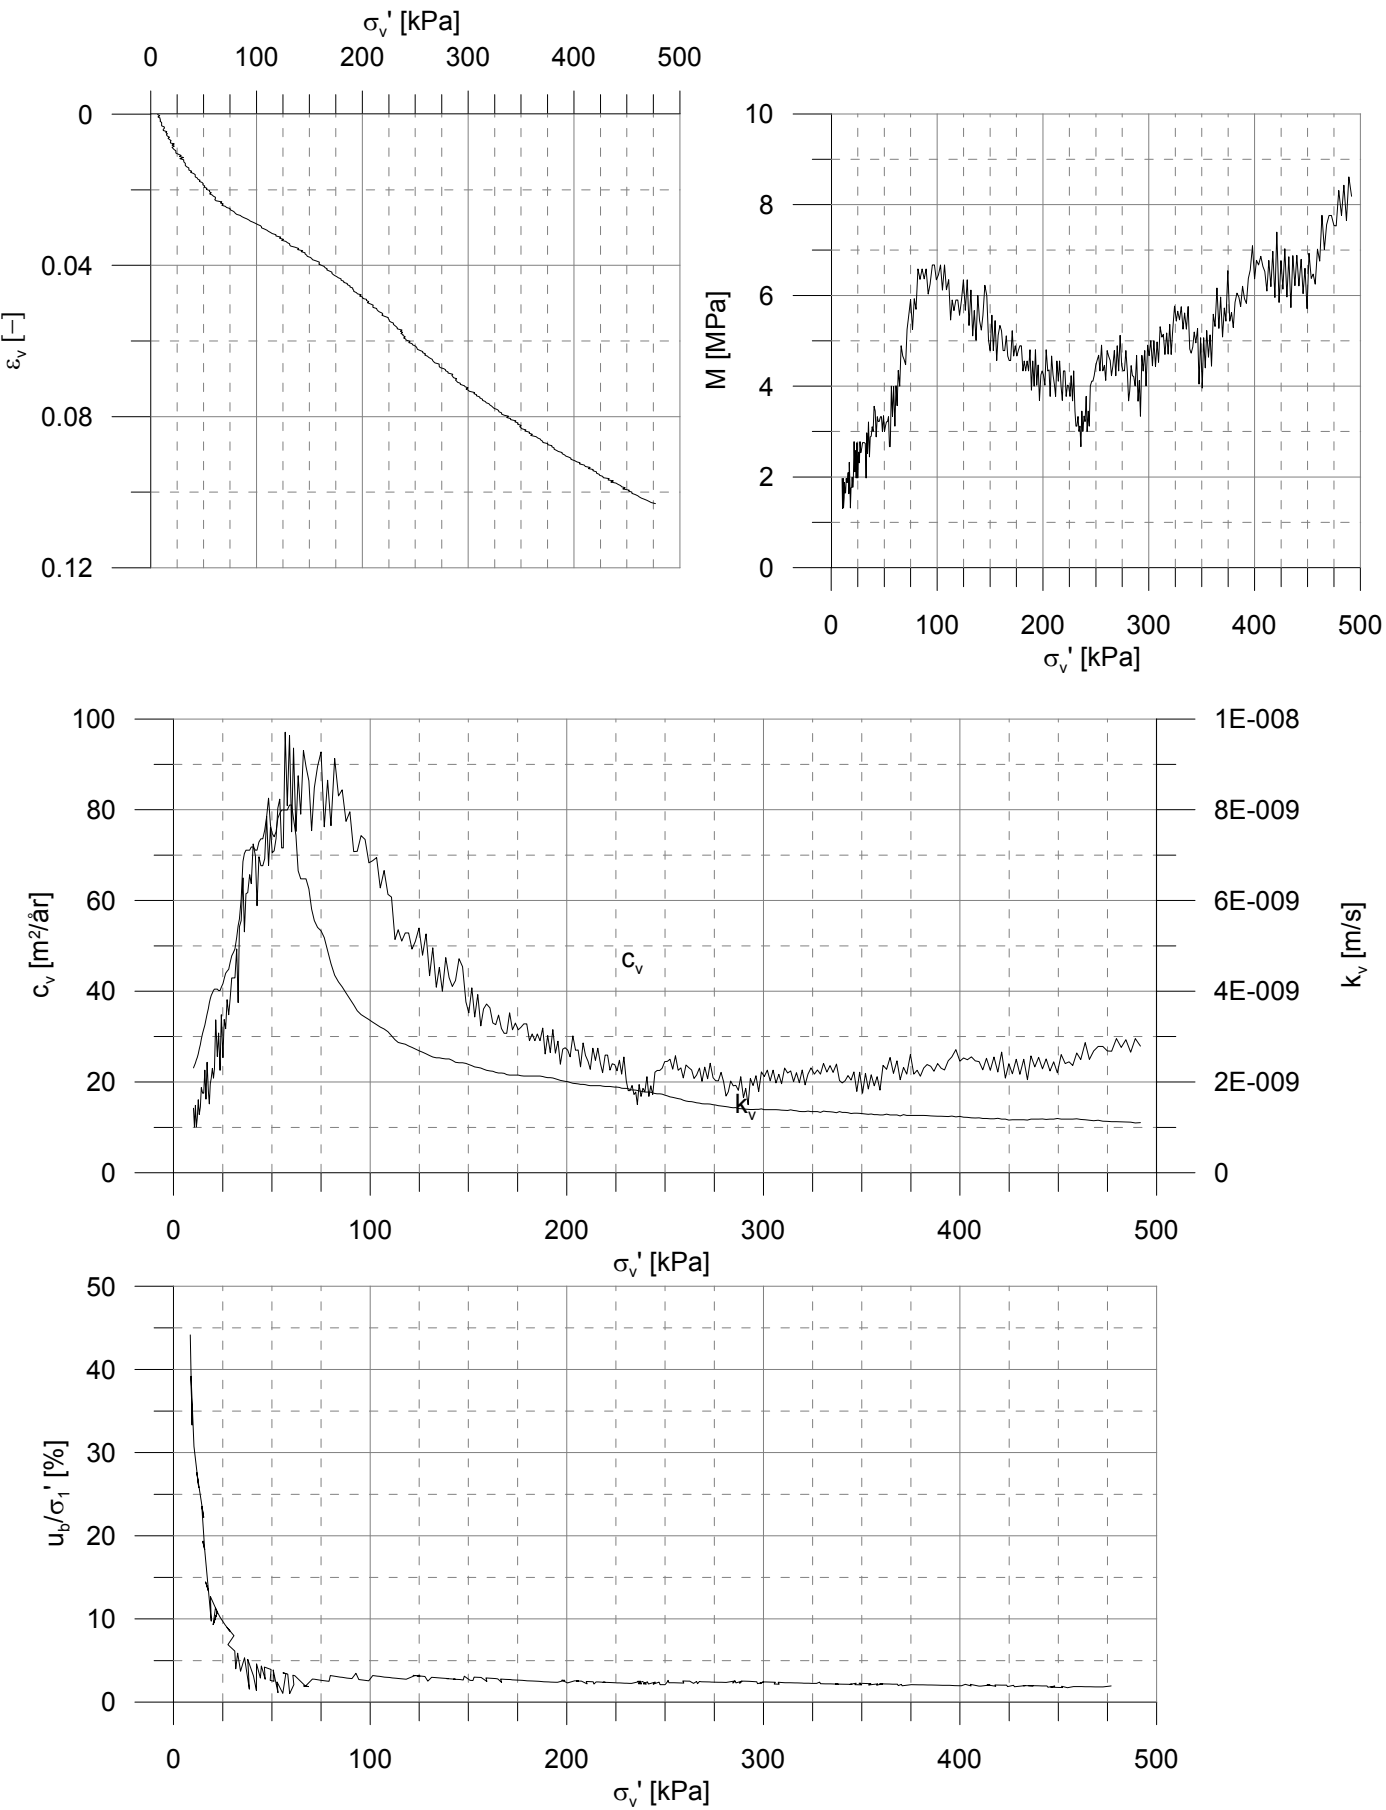 σv' [kPa]
0 100 200 300 400 500
0
0.04
0.08
0.12
εv [–]
10
8
6
4
2
0
M [MPa]
0 100 200 300 400 500
σv' [kPa]
100
80
60
40
20
0
cv [m²/år]
cv
kv
1E-008
8E-009
6E-009
4E-009
2E-009
0
kv [m/s]
0 100 200 300 400 500
σv' [kPa]
50
40
30
20
10
0
ub/σ1' [%]
0 100 200 300 400 500
σv' [kPa]